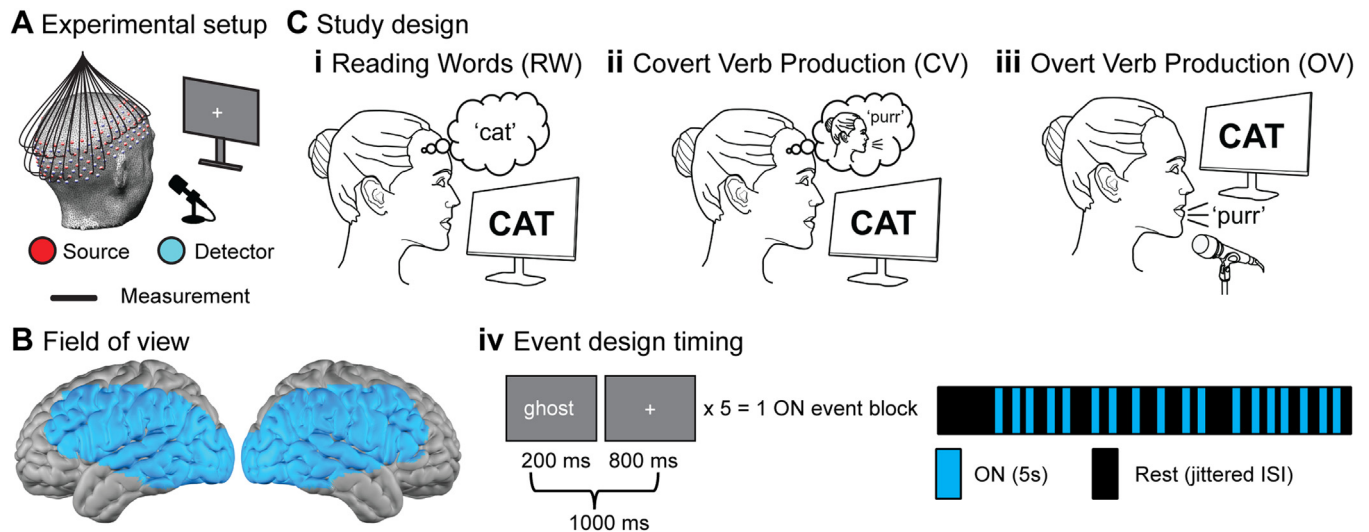 A Experimental setup
+
Source
Detector
Measurement
B Field of view
C Study design
i Reading Words (RW)
'cat'
CAT
ii Covert Verb Production (CV)
'purr'
CAT
iii Overt Verb Production (OV)
CAT
'purr'
iv Event design timing
ghost
+
x 5 = 1 ON event block
200 ms
800 ms
1000 ms
ON (5s)
Rest (jittered ISI)